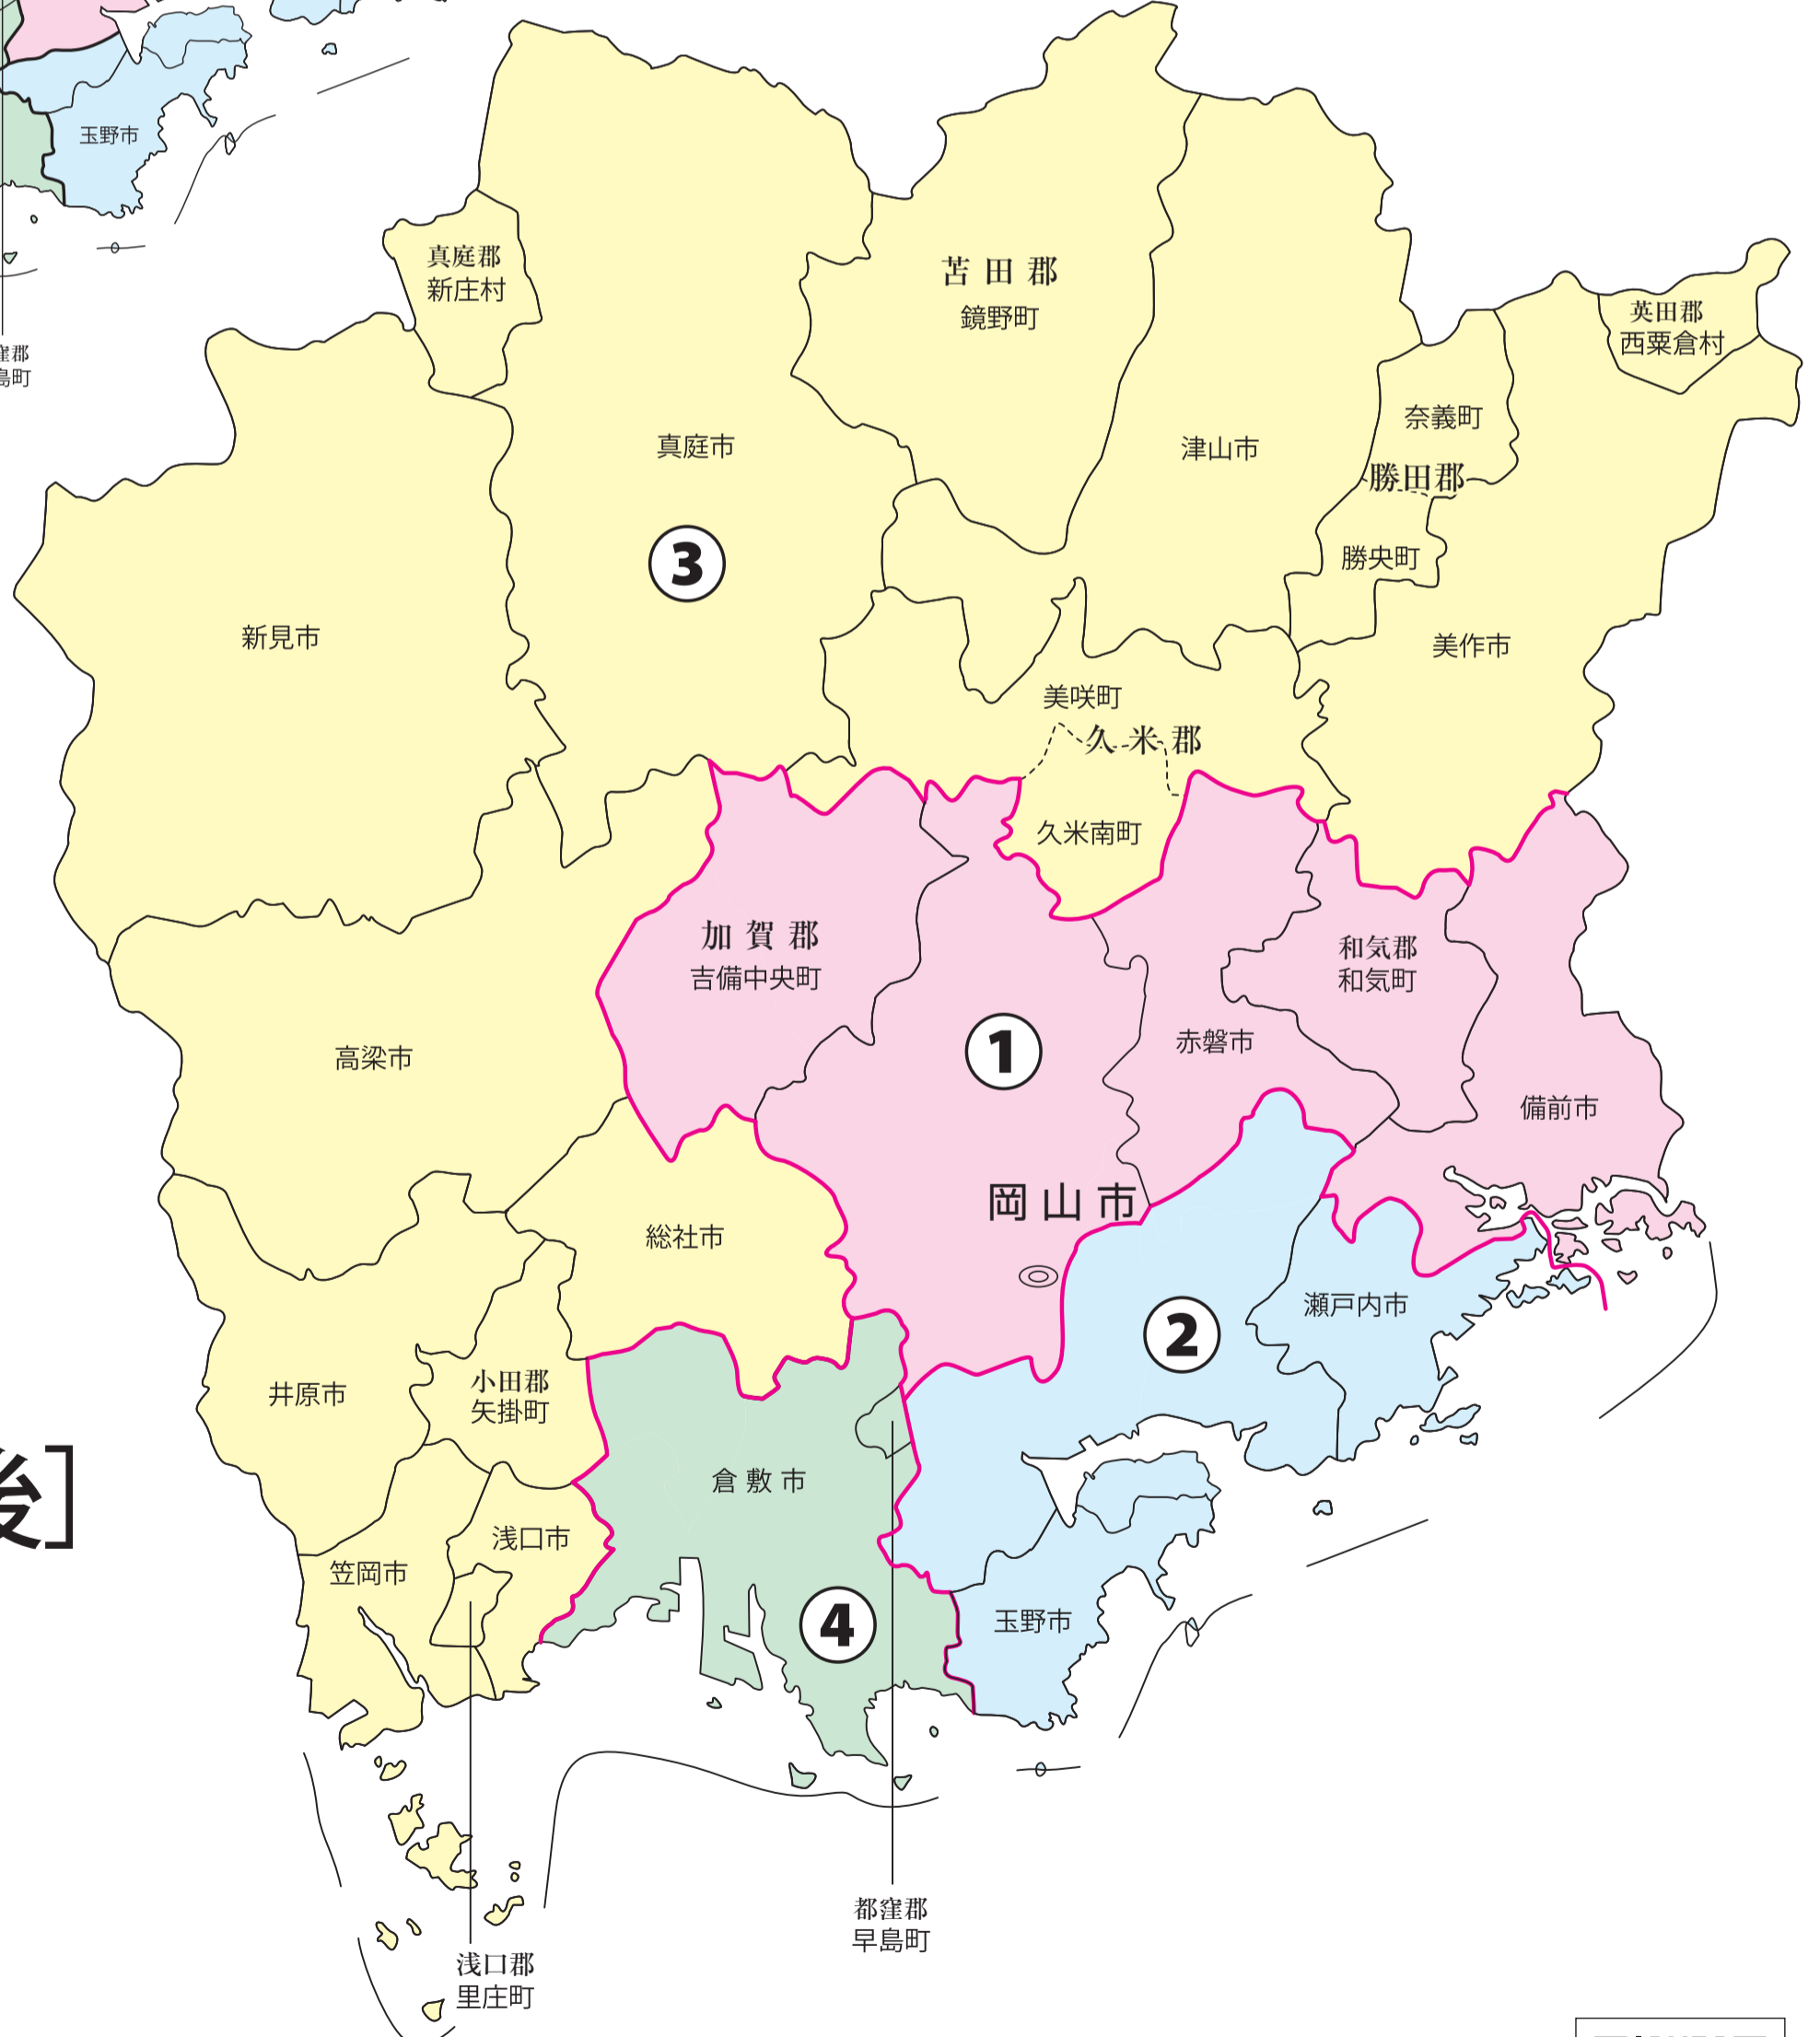 玉野市
窪郡
島町
真庭郡
新庄村
苫田郡
鏡野町
英田郡
西粟倉村
奈義町
真庭市
津山市
勝田郡
勝央町
③
新見市
美作市
美咲町
久米郡
久米南町
加賀郡
吉備中央町
和気郡
和気町
①
赤磐市
高梁市
備前市
岡山市
総社市
瀬戸内市
②
井原市
小田郡
矢掛町
後]
倉敷市
浅口市
笠岡市
④
玉野市
都窪郡
早島町
浅口郡
里庄町